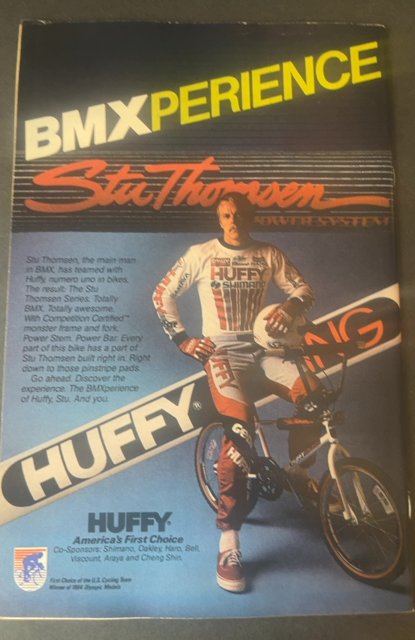 BMXPERIENCE
Stu Thomsen
POWER SYSTEM
Stu Thomsen, the main man
in BMX, has teamed with
Huffy, numero uno in bikes.
The result: The Stu
Thomsen Series. Totally
BMX. Totally awesome.
With Competition Certified™
monster frame and fork.
Power Stem. Power Bar. Every
part of this bike has a part of
Stu Thomsen built right in. Right
down to those pinstripe pads.
Go ahead. Discover the
experience. The BMXperience
of Huffy, Stu. And you.
HUFFY
SHIMANO
HUFFY
HUFFY®
ING
HUFFY®
America's First Choice
Co-Sponsors: Shimano, Oakley, Haro, Bell,
Viscount, Araya and Cheng Shin.
First Choice of the U.S. Cycling Team
Winner of 1984 Olympic Medals